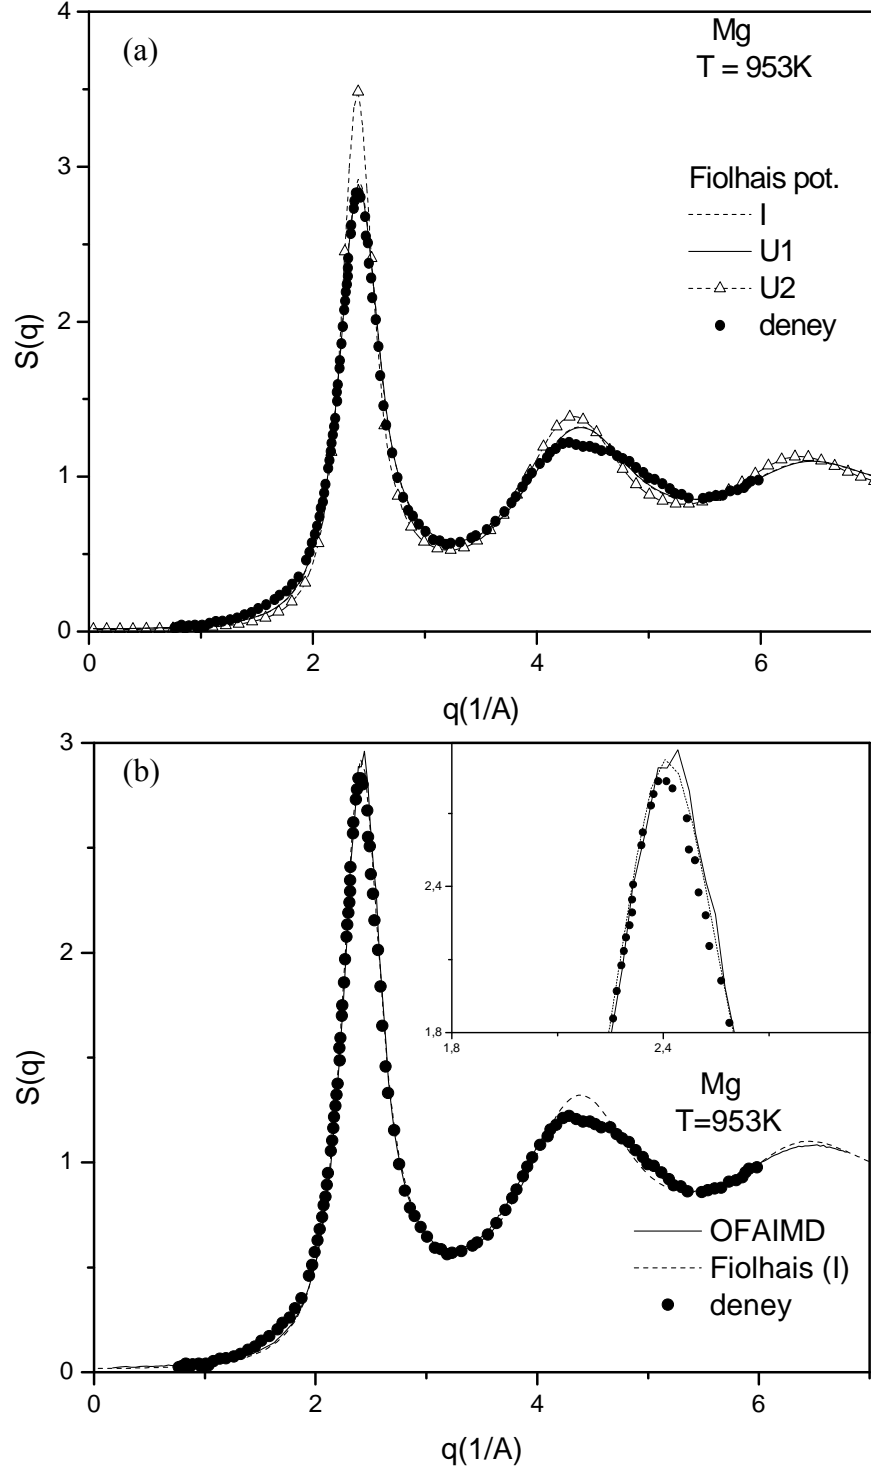 (a)
Mg
T = 953K
Fiolhais pot.
I
U1
U2
deney
S(q)
4
3
2
1
0
0 2 4 6
q(1/A)
(b)
3
2
1
0
S(q)
2,4
1,8
1,8 2,4
Mg
T=953K
OFAIMD
Fiolhais (I)
deney
0 2 4 6
q(1/A)